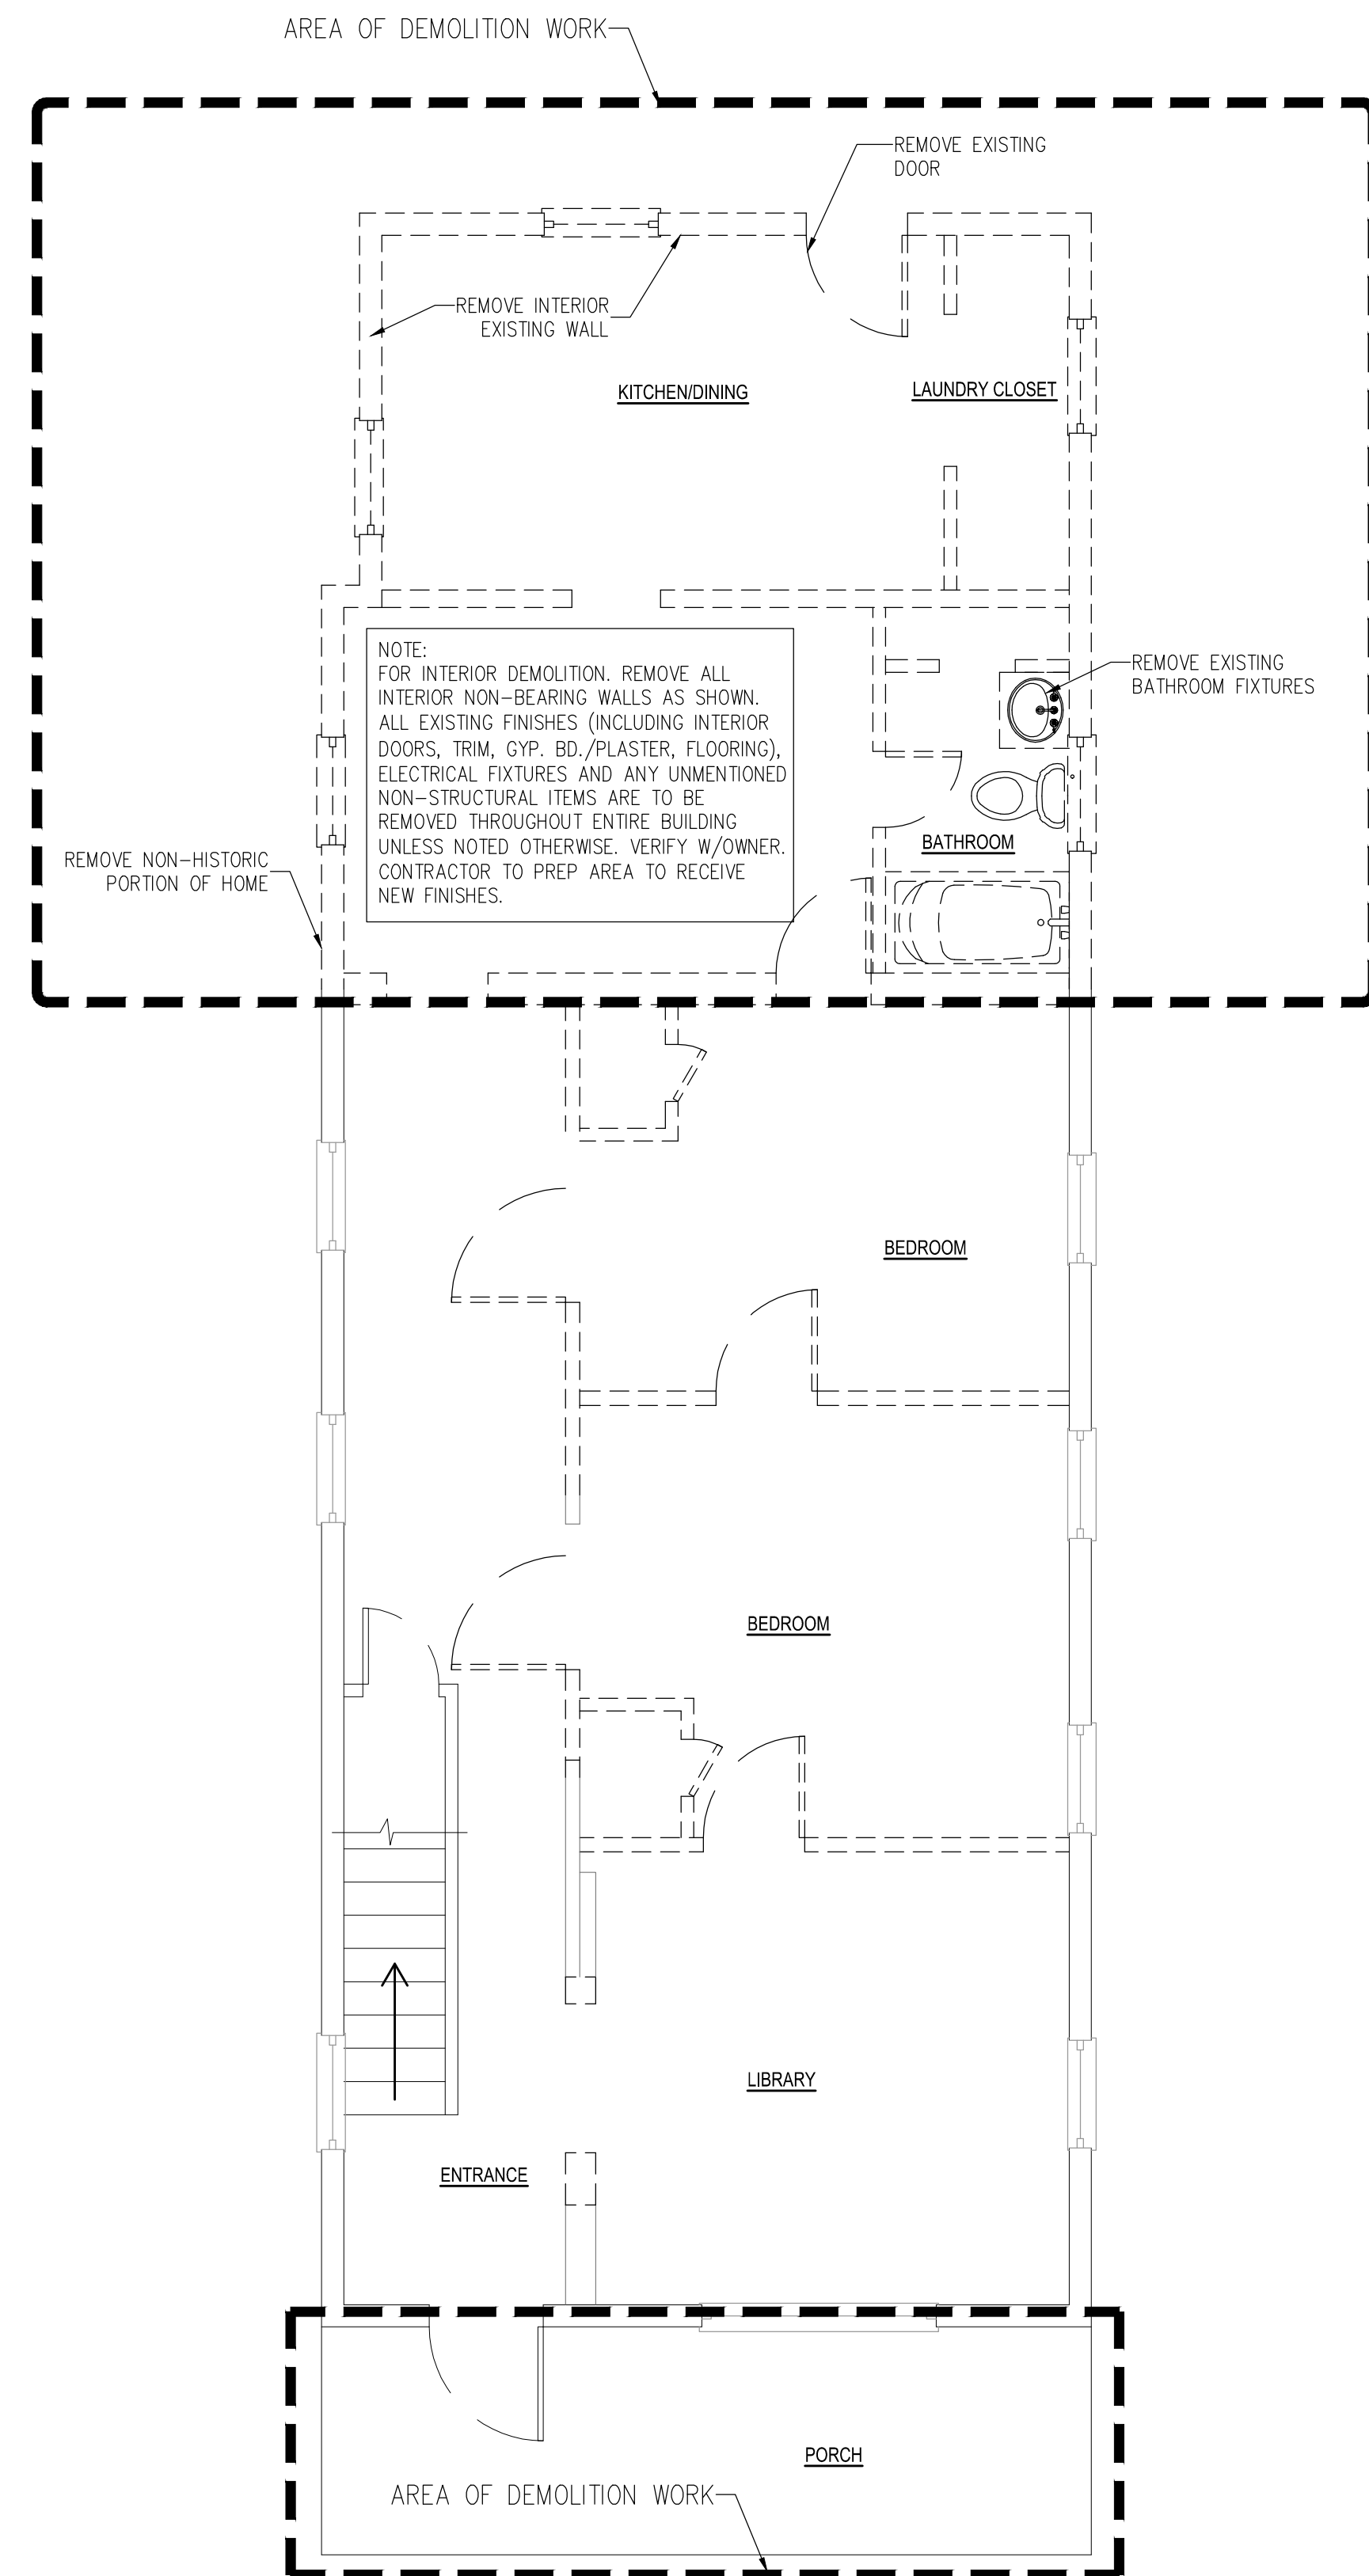 AREA OF DEMOLITION WORK
REMOVE EXISTING
DOOR
REMOVE INTERIOR
EXISTING WALL
KITCHEN/DINING
LAUNDRY CLOSET
NOTE:
FOR INTERIOR DEMOLITION. REMOVE ALL
INTERIOR NON-BEARING WALLS AS SHOWN.
ALL EXISTING FINISHES (INCLUDING INTERIOR
DOORS, TRIM, GYP. BD./PLASTER, FLOORING),
ELECTRICAL FIXTURES AND ANY UNMENTIONED
NON-STRUCTURAL ITEMS ARE TO BE
REMOVED THROUGHOUT ENTIRE BUILDING
UNLESS NOTED OTHERWISE. VERIFY W/OWNER.
CONTRACTOR TO PREP AREA TO RECEIVE
NEW FINISHES.
REMOVE EXISTING
BATHROOM FIXTURES
BATHROOM
REMOVE NON-HISTORIC
PORTION OF HOME
BEDROOM
BEDROOM
LIBRARY
ENTRANCE
PORCH
AREA OF DEMOLITION WORK